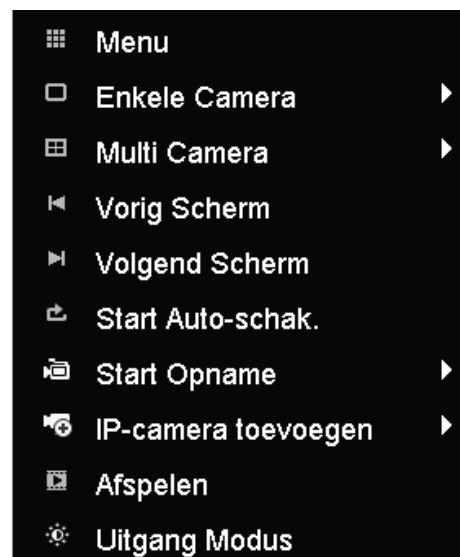 Menu
Enkele Camera
Multi Camera
Vorig Scherm
Volgend Scherm
Start Auto-schak.
Start Opname
IP-camera toevoegen
Afspelen
Uitgang Modus